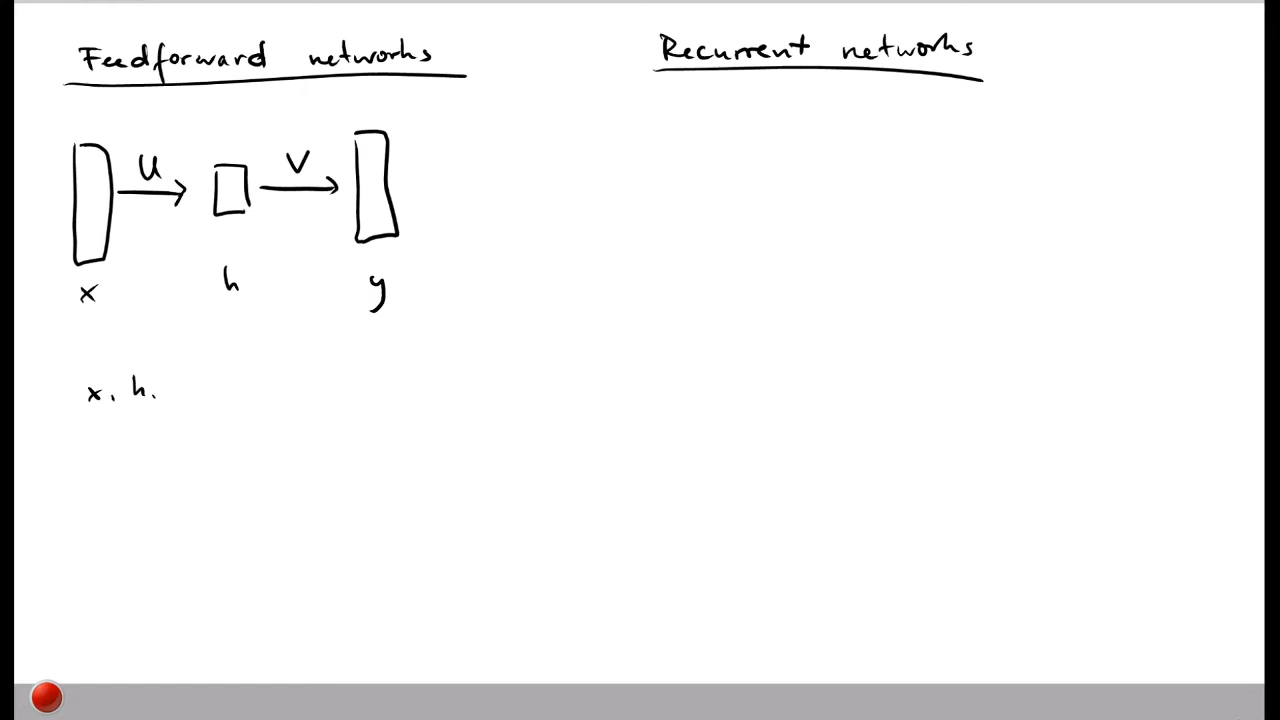 Feedforward networks
Recurrent networks
U V
x h y
x, h.